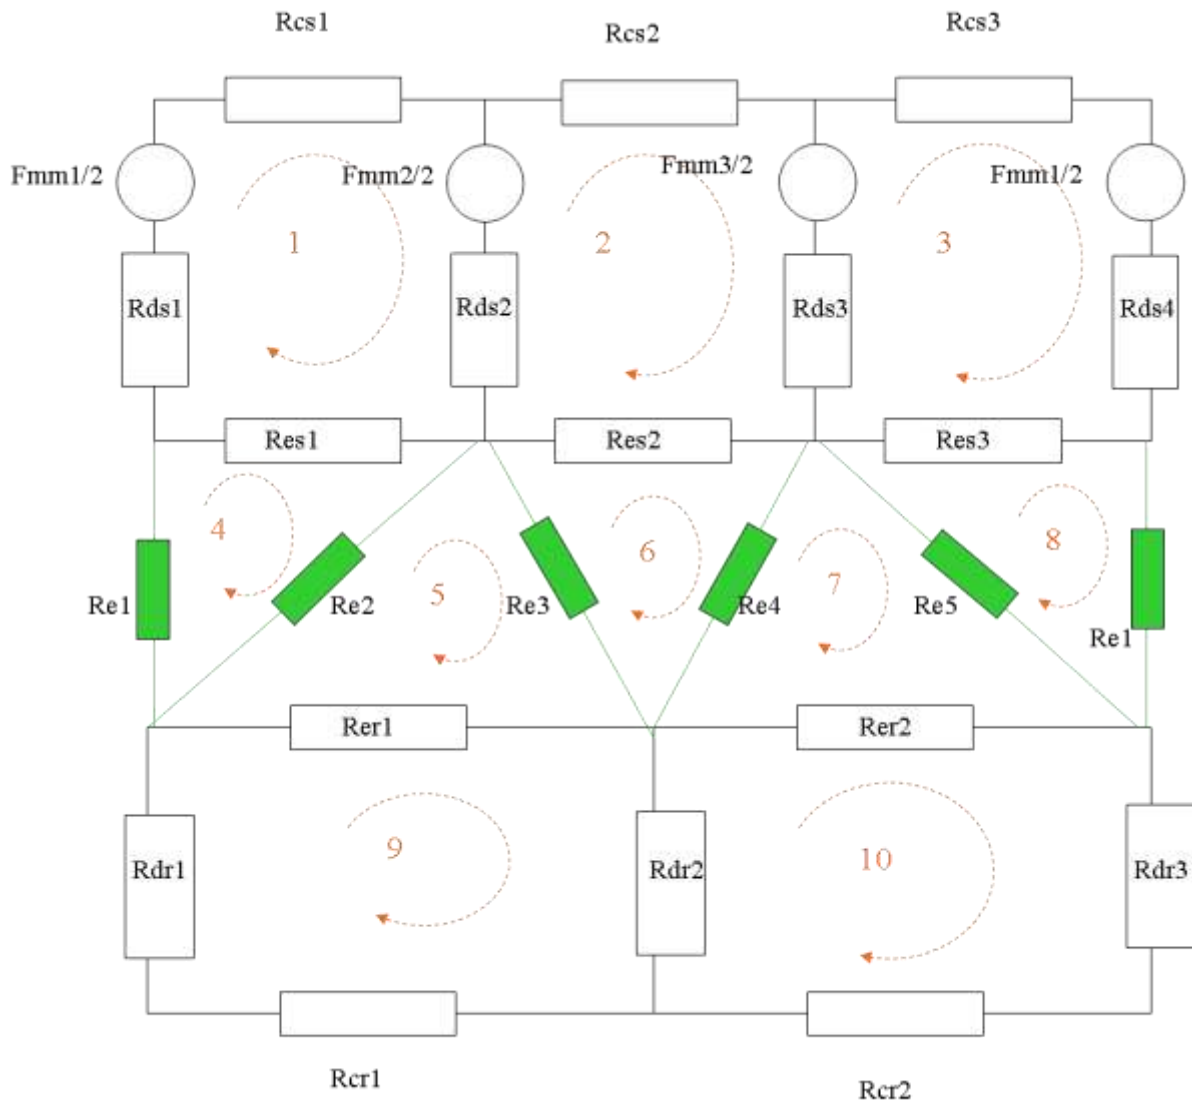 Rcs1
Rcs2
Rcs3
Fmm1/2
Fmm2/2
Fmm3/2
Fmm1/2
1
2
3
Rds1
Rds2
Rds3
Rds4
Res1
Res2
Res3
4
5
6
7
8
Re1
Re2
Re3
Re4
Re5
Re1
Rer1
Rer2
9
10
Rdr1
Rdr2
Rdr3
Rcr1
Rcr2